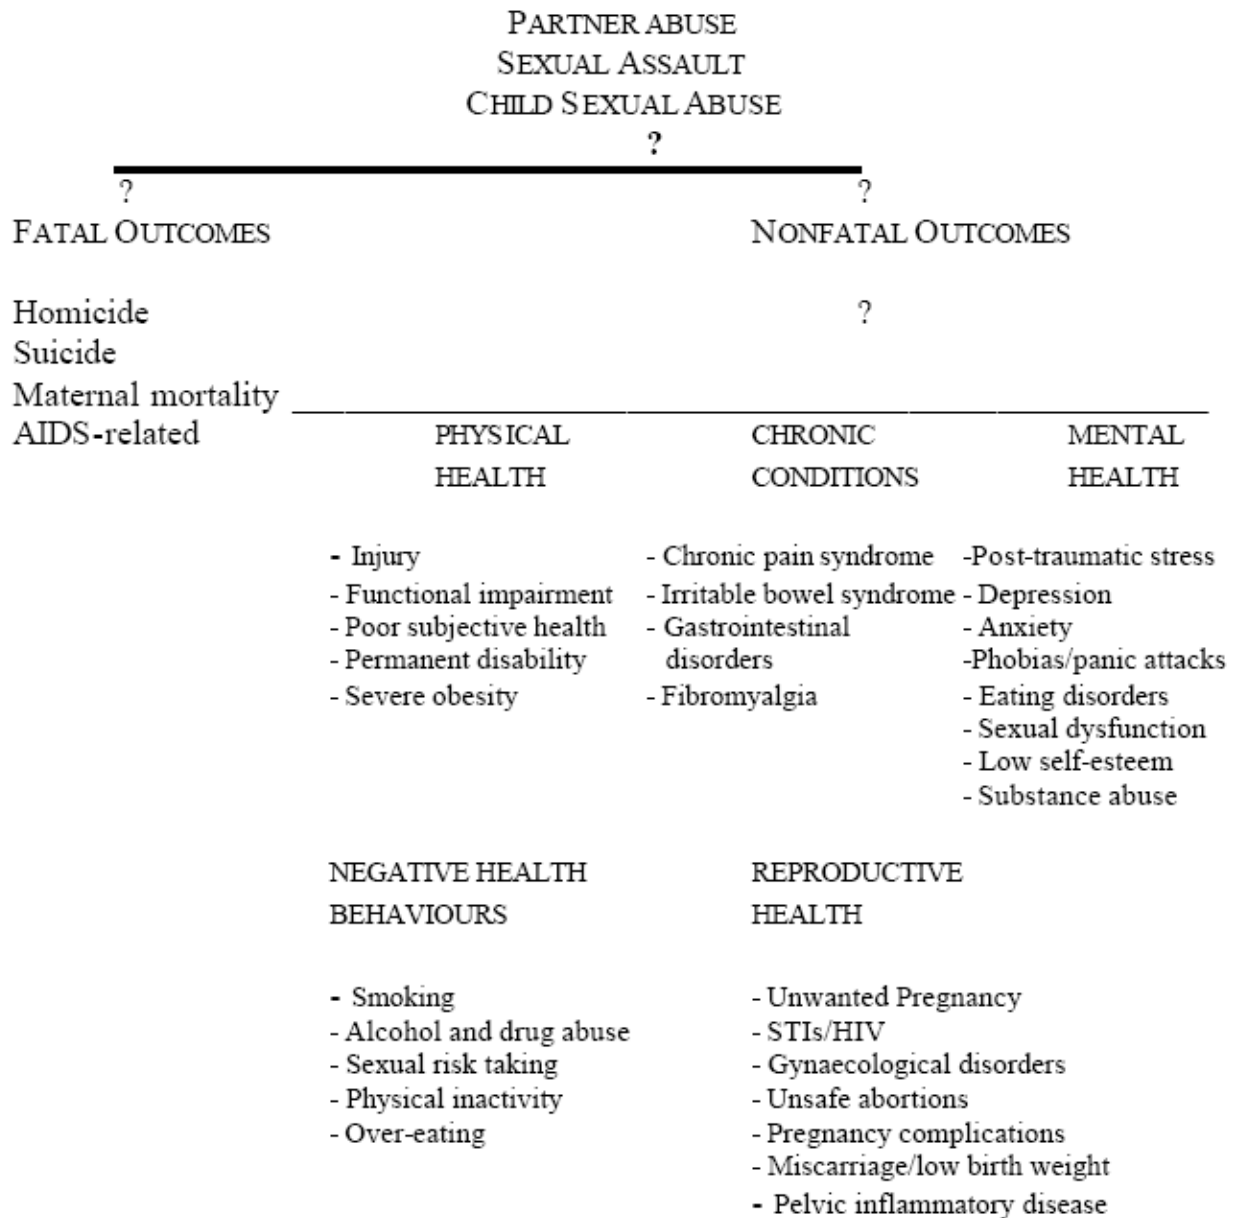 PARTNER ABUSE
SEXUAL ASSAULT
CHILD SEXUAL ABUSE
?
? ?
FATAL OUTCOMES NONFATAL OUTCOMES
Homicide ?
Suicide
Maternal mortality
AIDS-related PHYSICAL CHRONIC MENTAL
HEALTH CONDITIONS HEALTH
- Injury - Chronic pain syndrome -Post-traumatic stress
- Functional impairment - Irritable bowel syndrome - Depression
- Poor subjective health - Gastrointestinal - Anxiety
- Permanent disability disorders -Phobias/panic attacks
- Severe obesity - Fibromyalgia - Eating disorders
- Sexual dysfunction
- Low self-esteem
- Substance abuse
NEGATIVE HEALTH REPRODUCTIVE
BEHAVIOURS HEALTH
- Smoking - Unwanted Pregnancy
- Alcohol and drug abuse - STIs/HIV
- Sexual risk taking - Gynaecological disorders
- Physical inactivity - Unsafe abortions
- Over-eating - Pregnancy complications
- Miscarriage/low birth weight
- Pelvic inflammatory disease